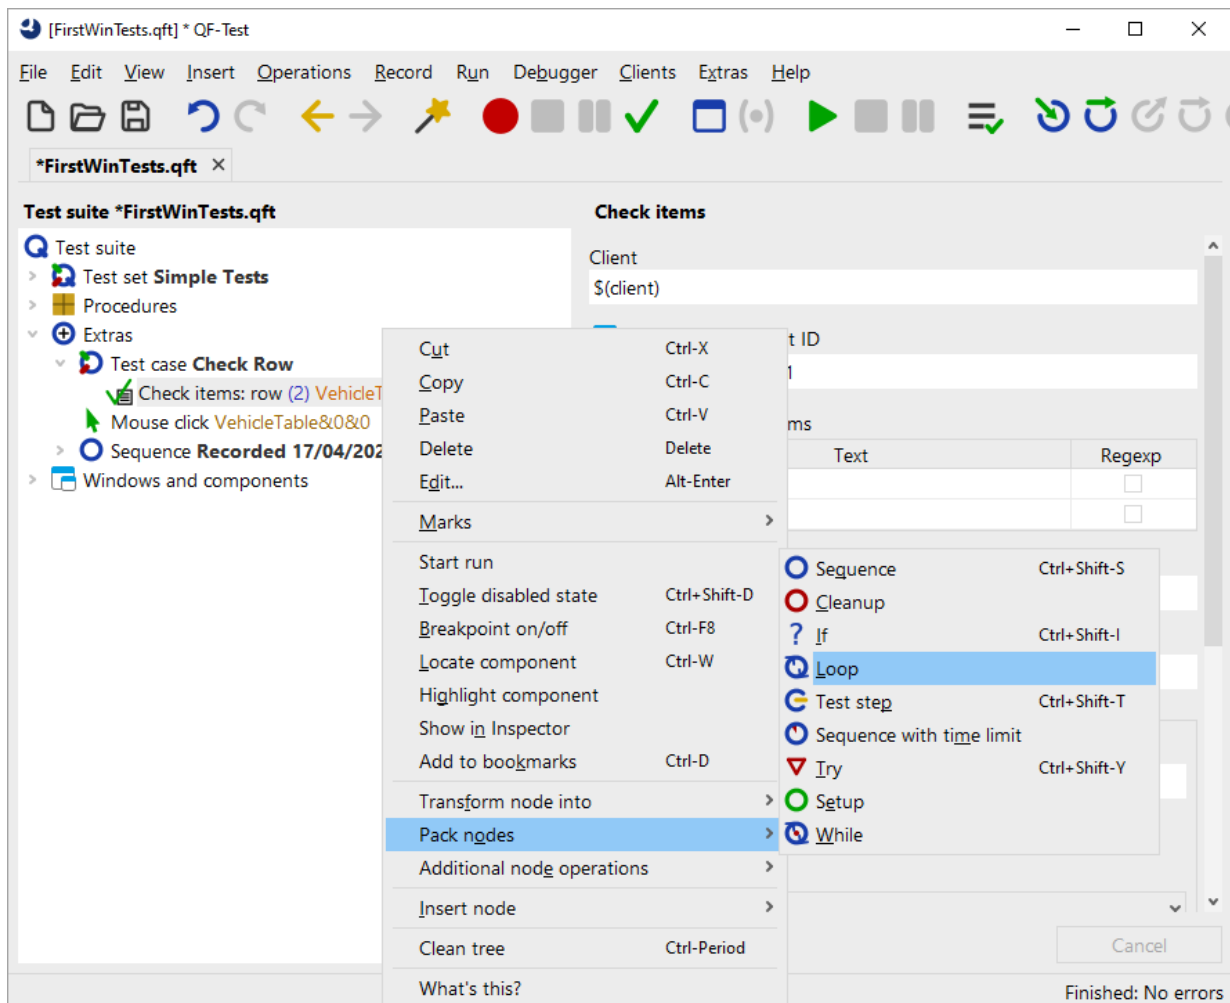 [FirstWinTests.qft] * QF-Test
File Edit View Insert Operations Record Run Debugger Clients Extras Help
*FirstWinTests.qft
Test suite *FirstWinTests.qft
Test suite
Test set Simple Tests
Procedures
Extras
Test case Check Row
Check items: row (2) VehicleT
Mouse click VehicleTable&0&0
Sequence Recorded 17/04/202
Windows and components
Check items
Client
$(client)
t ID
1
ms
Text Regexp
Cut Ctrl-X
Copy Ctrl-C
Paste Ctrl-V
Delete Delete
Edit... Alt-Enter
Marks
Start run
Toggle disabled state Ctrl+Shift-D
Breakpoint on/off Ctrl-F8
Locate component Ctrl-W
Highlight component
Show in Inspector
Add to bookmarks Ctrl-D
Transform node into
Pack nodes
Additional node operations
Insert node
Clean tree Ctrl-Period
What's this?
Sequence Ctrl+Shift-S
Cleanup
If Ctrl+Shift-I
Loop
Test step Ctrl+Shift-T
Sequence with time limit
Try Ctrl+Shift-Y
Setup
While
Cancel
Finished: No errors